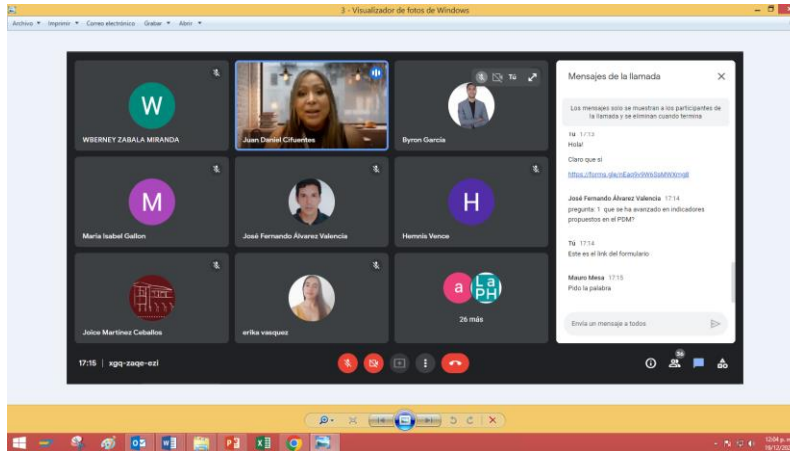 3 - Visualizador de fotos de Windows
Archivo Imprimir Correo electrónico Grabar Abrir
W
WBERNEY ZABALA MIRANDA
Juan Daniel Cifuentes
Tú
Byron García
M
Maria Isabel Gallon
José Fernando Álvarez Valencia
H
Hemnis Vence
Joice Martínez Ceballos
erika vasquez
a
La
PH
26 más
17:15 | xgq-zaqe-ezi
Mensajes de la llamada
Los mensajes solo se muestran a los participantes de
la llamada y se eliminan cuando termina
Tú 17:13
Hola!
Claro que si
José Fernando Álvarez Valencia 17:14
pregunta: 1 que se ha avanzado en indicadores
propuestos en el PDM?
Tú 17:14
Este es el link del formulario
Mauro Mesa 17:15
Pido la palabra
Envía un mensaje a todos
12:04 p. m.